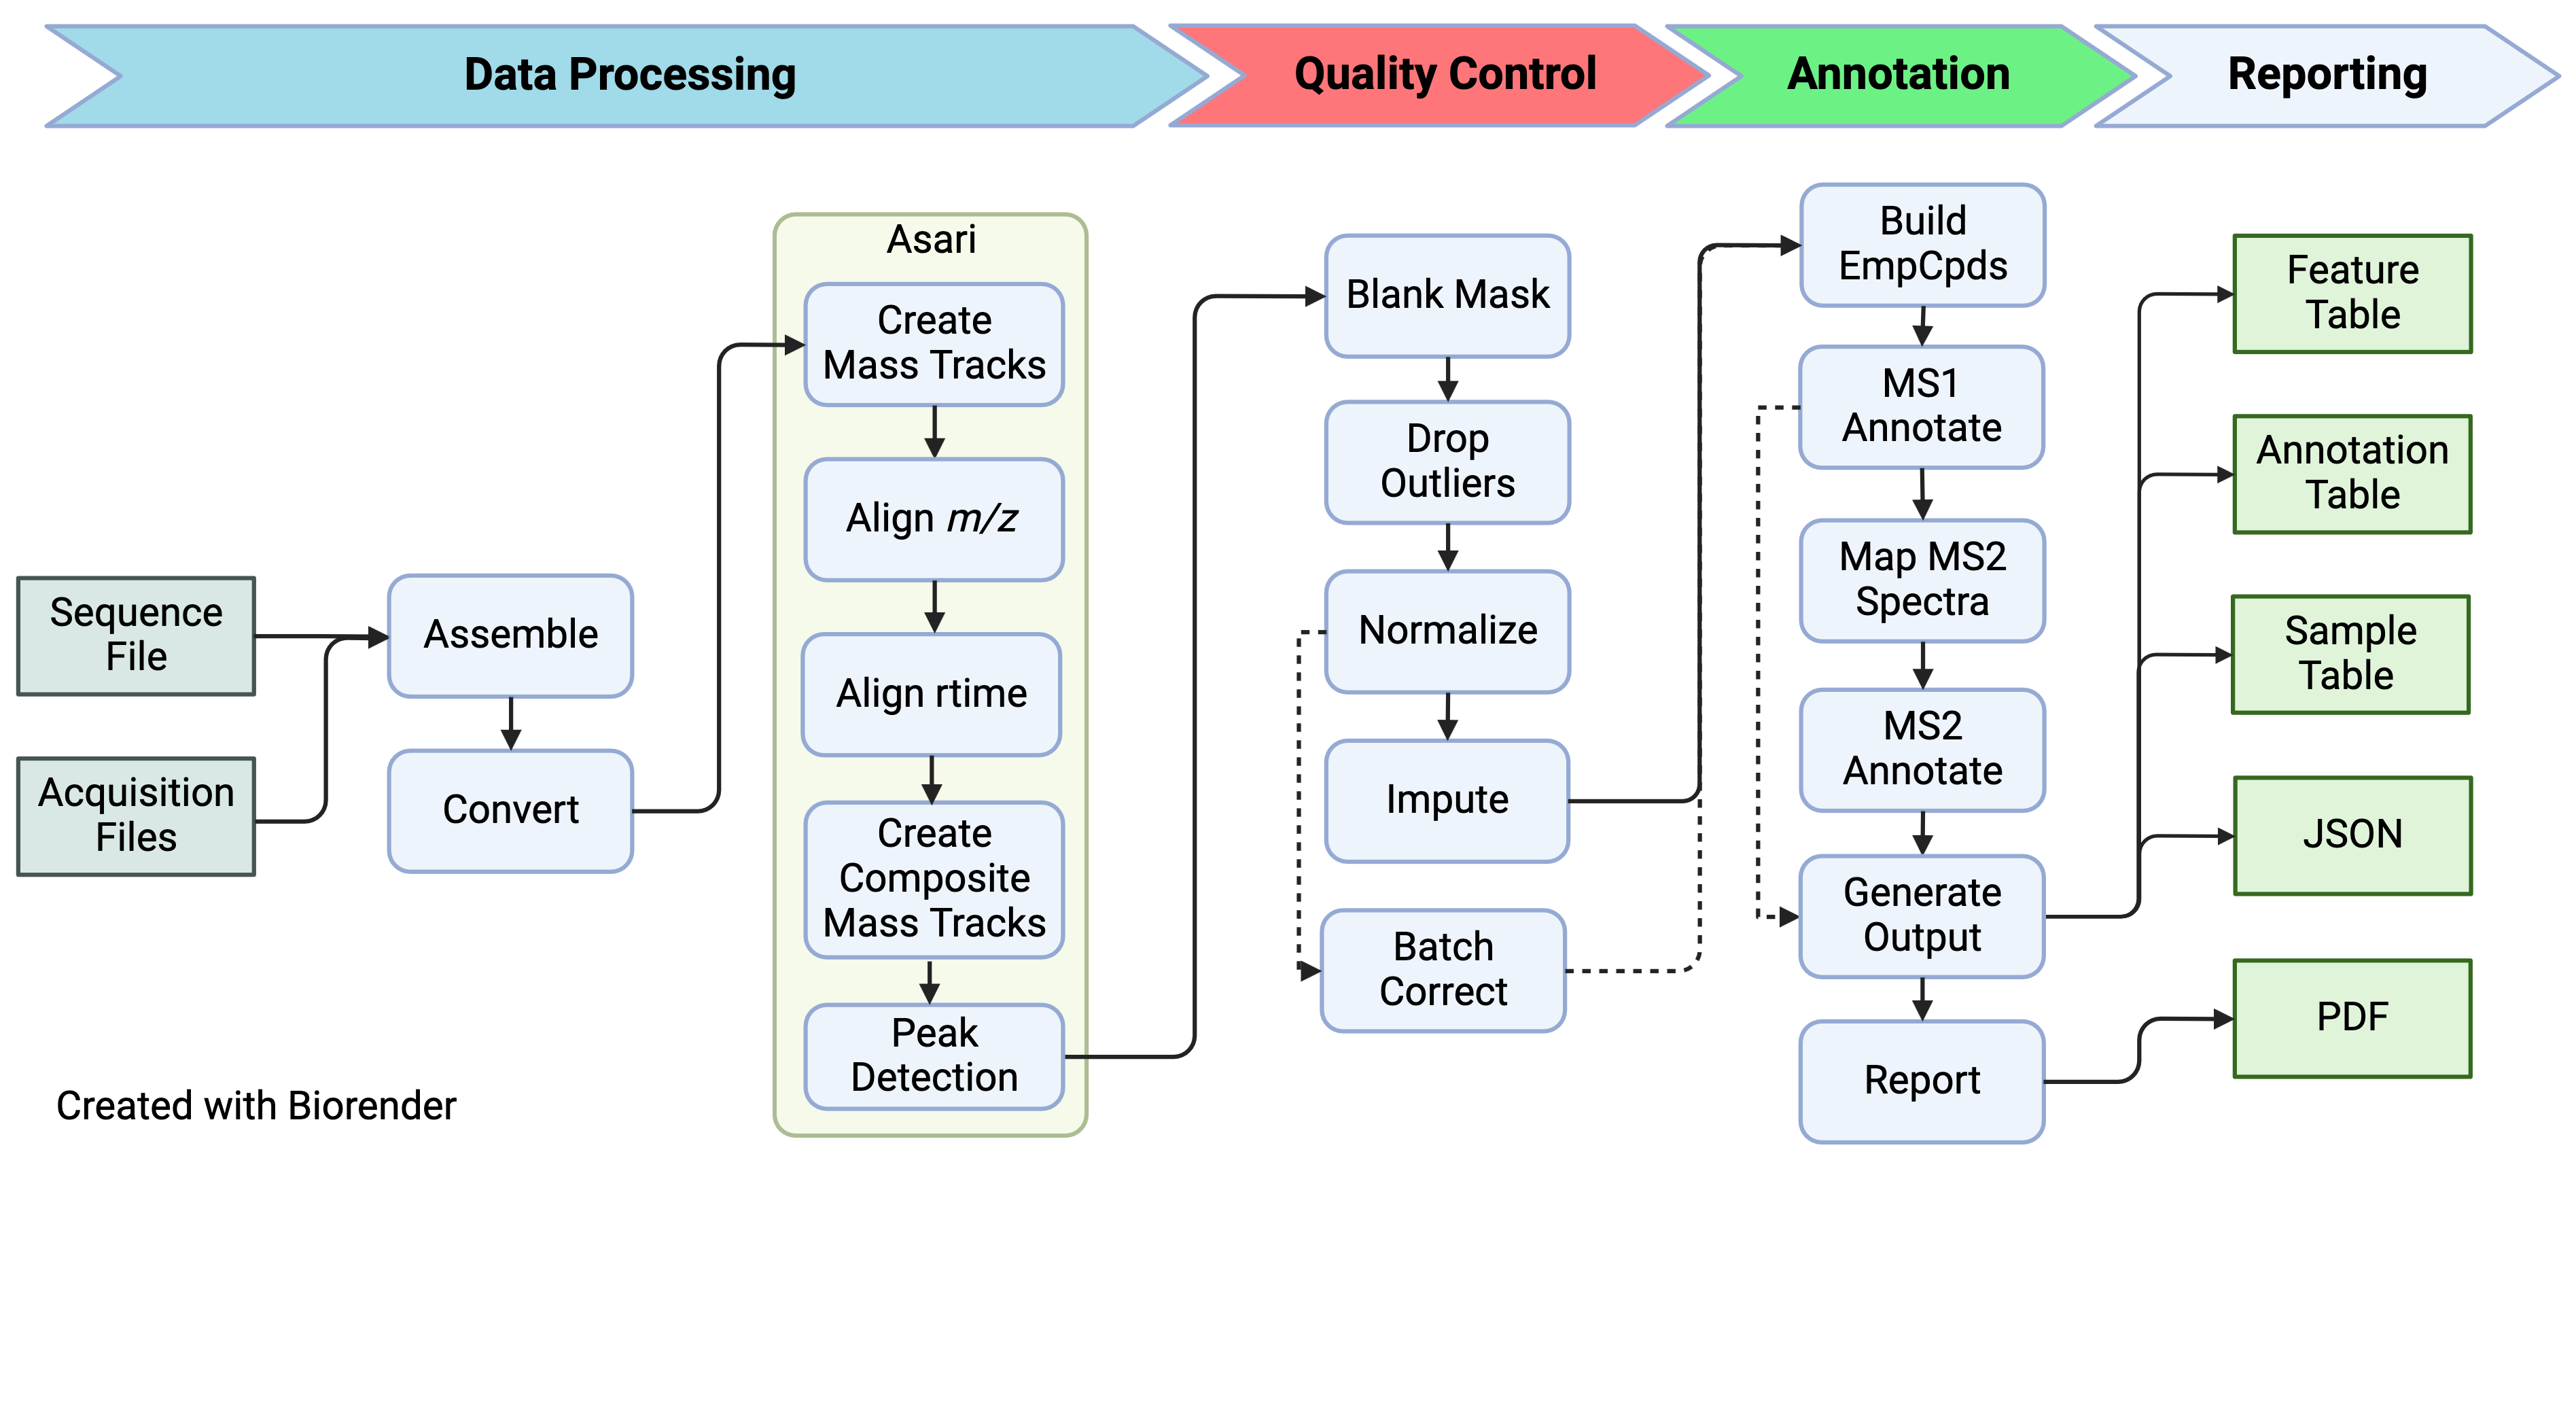 Data Processing
Quality Control
Annotation
Reporting
Sequence
File
Acquisition
Files
Assemble
Convert
Asari
Create
Mass Tracks
Align m/z
Align rtime
Create
Composite
Mass Tracks
Peak
Detection
Blank Mask
Drop
Outliers
Normalize
Impute
Batch
Correct
Build
EmpCpds
MS1
Annotate
Map MS2
Spectra
MS2
Annotate
Generate
Output
Report
Feature
Table
Annotation
Table
Sample
Table
JSON
PDF
Created with Biorender